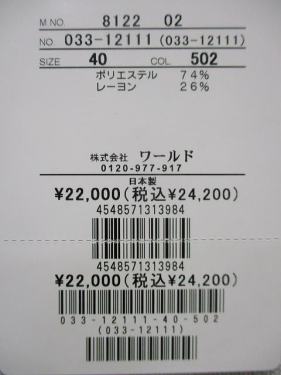 M NO. 8122 02
NO 033-12111 (033-12111)
SIZE 40 COL 502
ポリエステル 74%
レーヨン 26%
株式会社 ワールド
0120-977-917
日本製
¥22,000(税込¥24,200)
4548571313984
4548571313984
¥22,000(税込¥24,200)
033-12111-40-502
(033-12111)